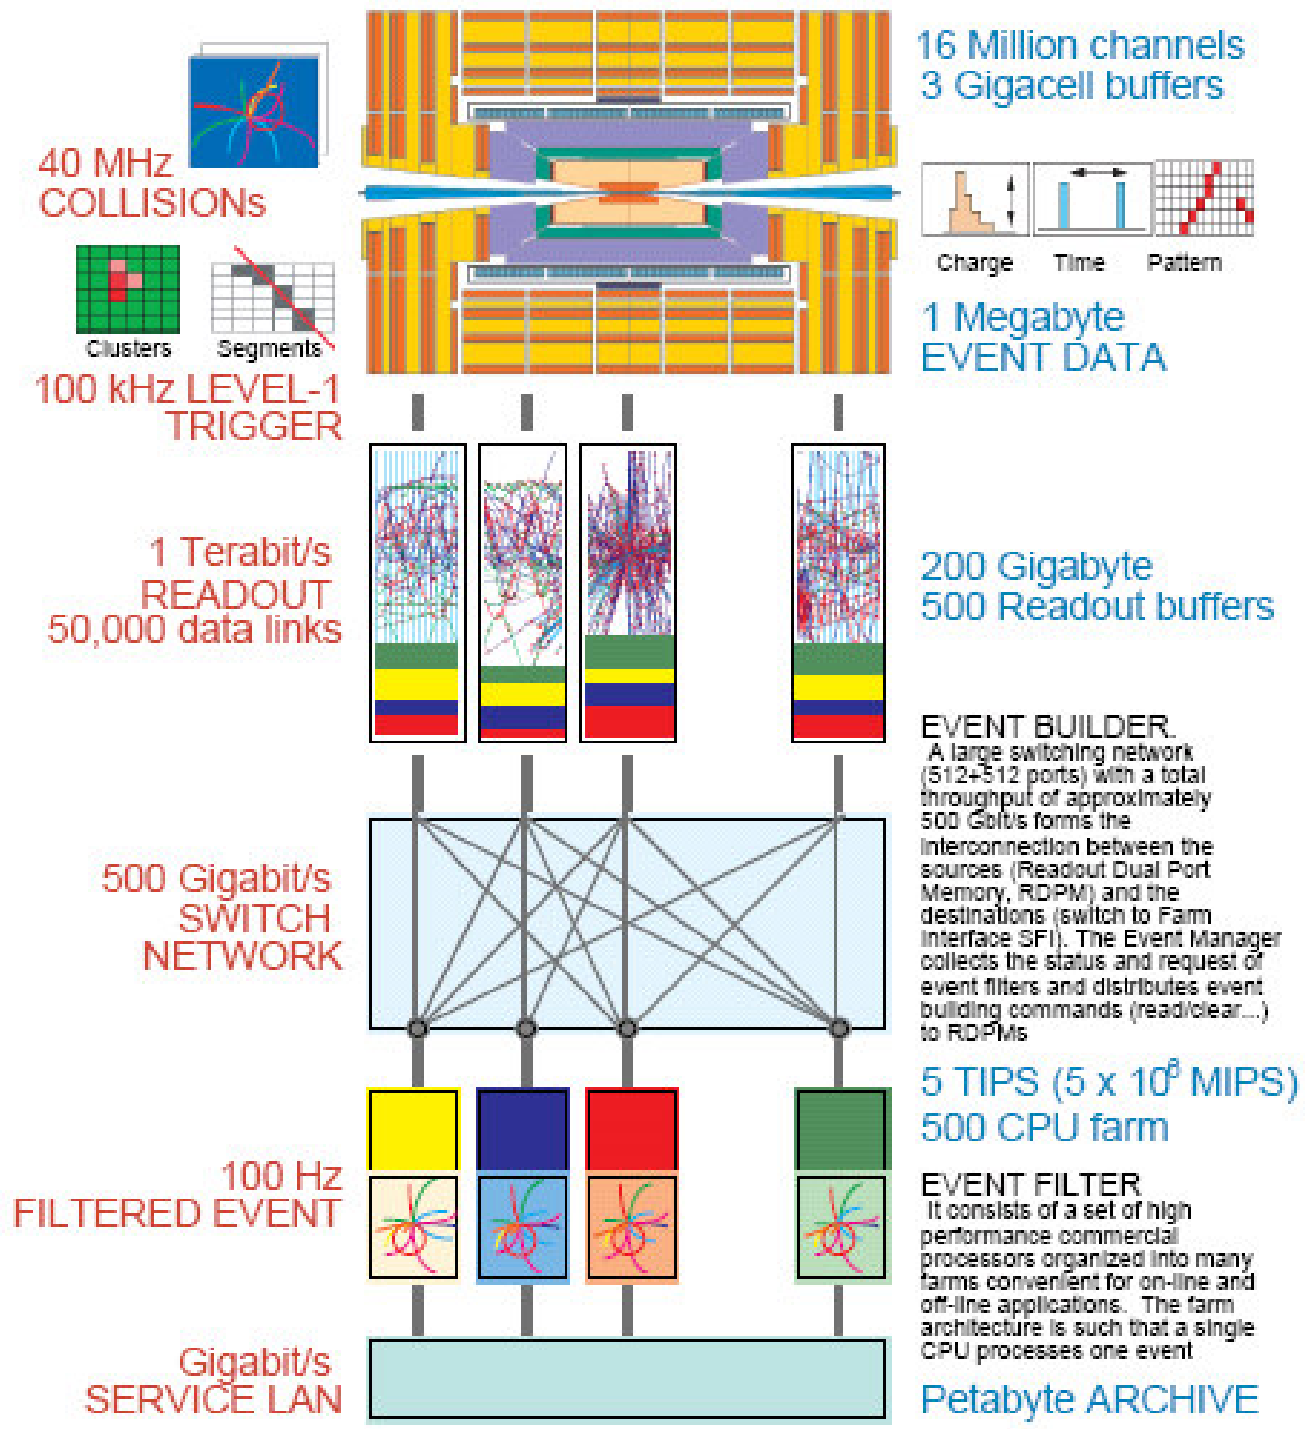 16 Million channels
3 Gigacell buffers
40 MHz
COLLISIONs
Charge
Time
Pattern
Clusters
Segments
1 Megabyte
EVENT DATA
100 kHz LEVEL-1
TRIGGER
1 Terabit/s
READOUT
50,000 data links
200 Gigabyte
500 Readout buffers
EVENT BUILDER.
A large switching network
(512+512 ports) with a total
throughput of approximately
500 Gbit/s forms the
interconnection between the
sources (Readout Dual Port
Memory, RDPM) and the
destinations (switch to Farm
Interface SFI). The Event Manager
collects the status and request of
event filters and distributes event
building commands (read/clear...)
to RDPMs
500 Gigabit/s
SWITCH
NETWORK
5 TIPS (5 x 10⁶ MIPS)
500 CPU farm
100 Hz
FILTERED EVENT
EVENT FILTER
It consists of a set of high
performance commercial
processors organized into many
farms convenient for on-line and
off-line applications. The farm
architecture is such that a single
CPU processes one event
Gigabit/s
SERVICE LAN
Petabyte ARCHIVE